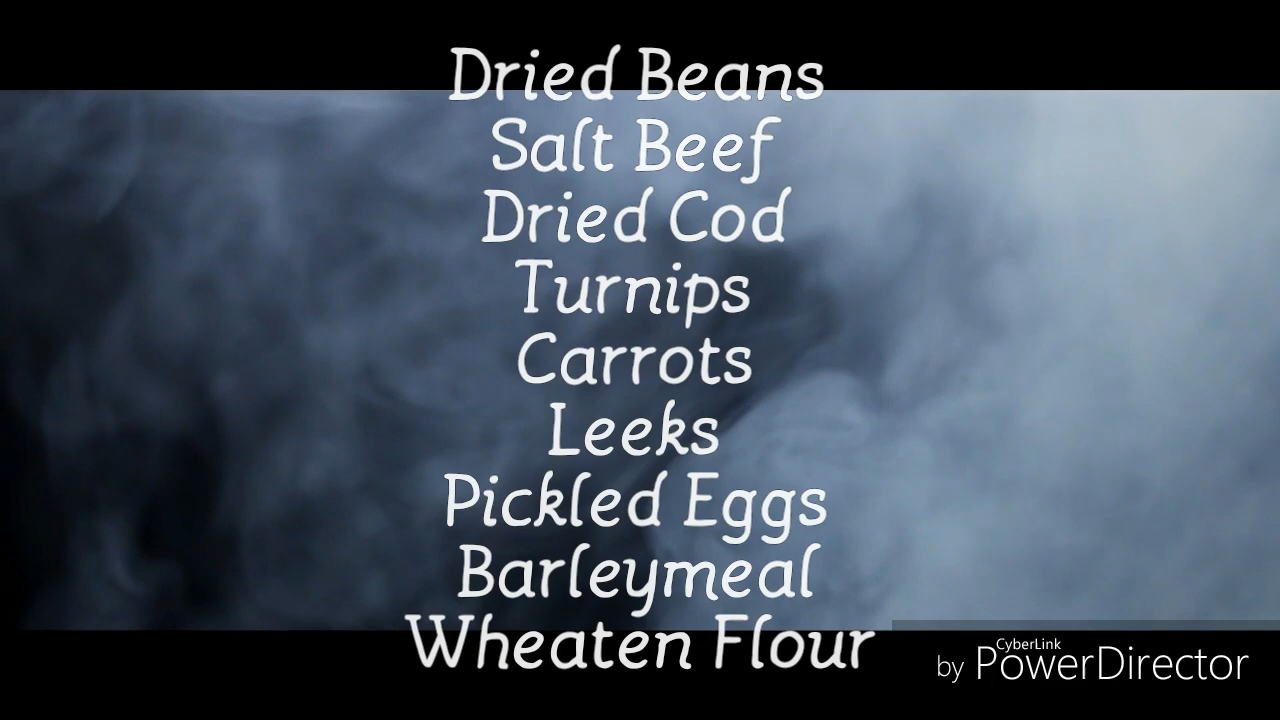 Dried Beans
Salt Beef
Dried Cod
Turnips
Carrots
Leeks
Pickled Eggs
Barleymeal
Wheaten Flour
CyberLink
by PowerDirector